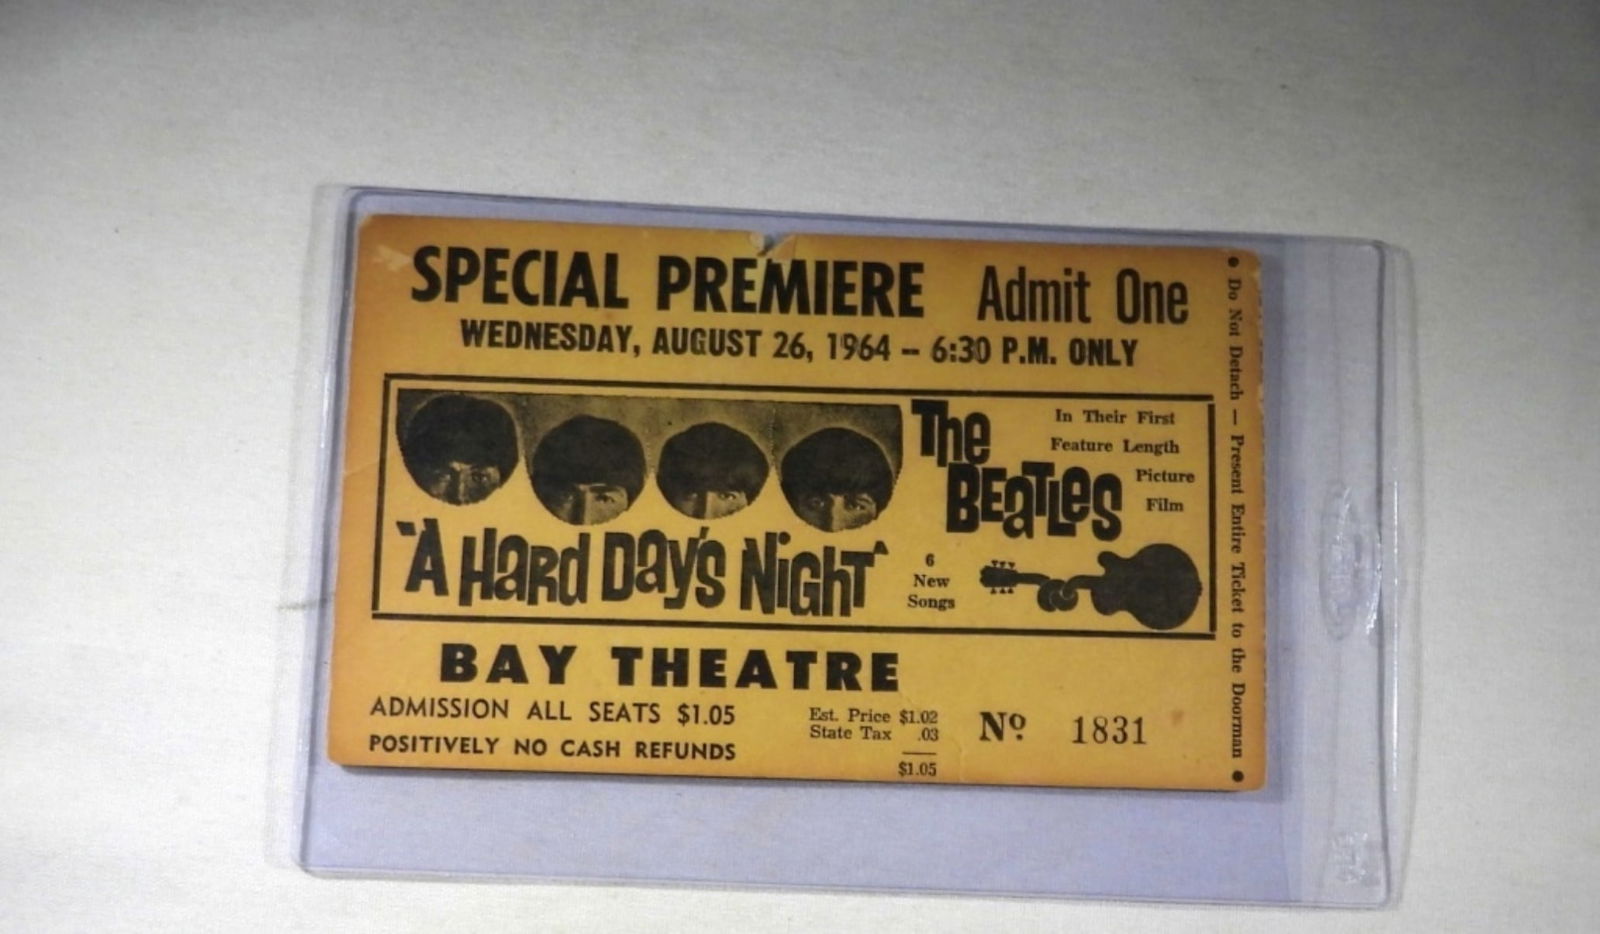 SPECIAL PREMIERE Admit One
WEDNESDAY, AUGUST 26, 1964 -- 6:30 P.M. ONLY
The
BEATLES
In Their First
Feature Length
Picture
Film
"A HARD DAY'S NIGHT"
6
New
Songs
BAY THEATRE
ADMISSION ALL SEATS $1.05
POSITIVELY NO CASH REFUNDS
Est. Price $1.02
State Tax .03
$1.05
Nº 1831
● Do Not Detach — Present Entire Ticket to the Doorman ●